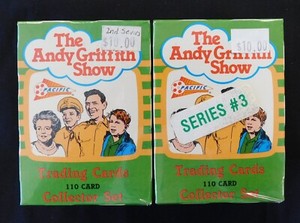 2nd Series
$10.00
The
Andy Griffith
Show
PACIFIC
Trading Cards
110 CARD
Collector Set
$10.00
The
Andy Griffith
Show
PACIFIC
SERIES #3
Trading Cards
110 CARD
Collector Set